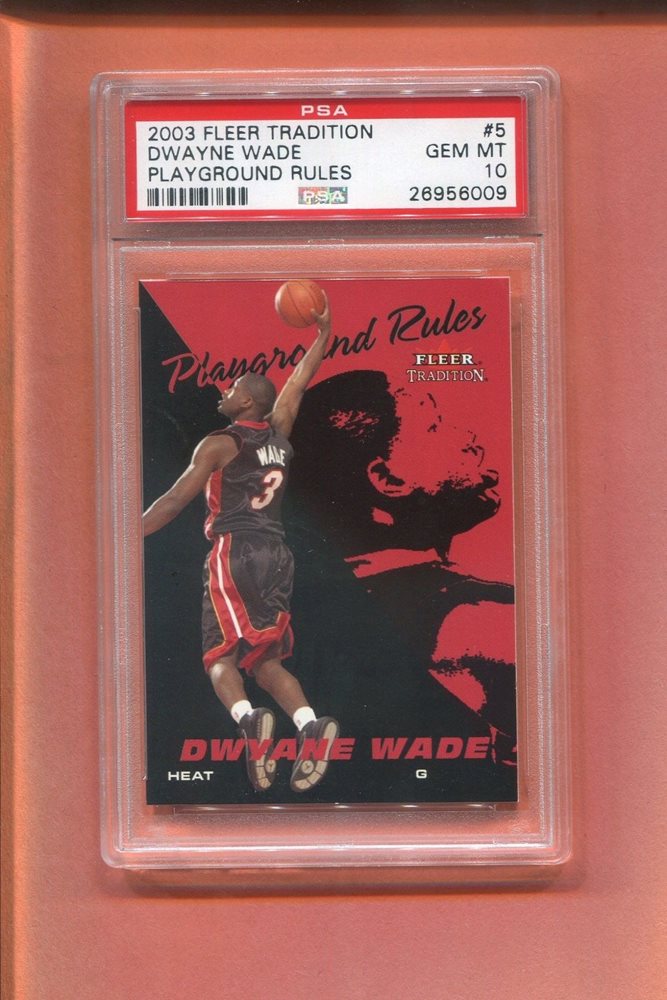 PSA
2003 FLEER TRADITION #5
DWAYNE WADE GEM MT
PLAYGROUND RULES 10
PSA 26956009
Playground Rules
FLEER
TRADITION
WADE
3
DWYANE WADE
HEAT G